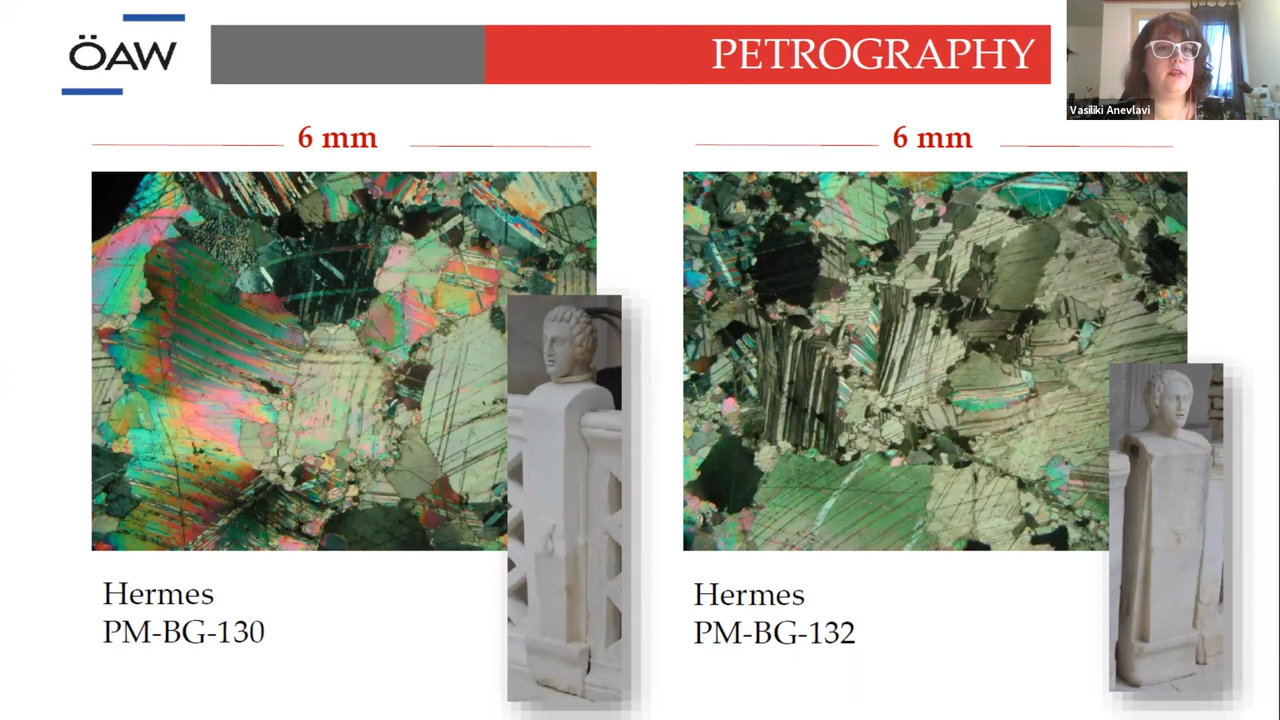 ÖAW
PETROGRAPHY
Vasiliki Anevlavi
6 mm
6 mm
Hermes
PM-BG-130
Hermes
PM-BG-132